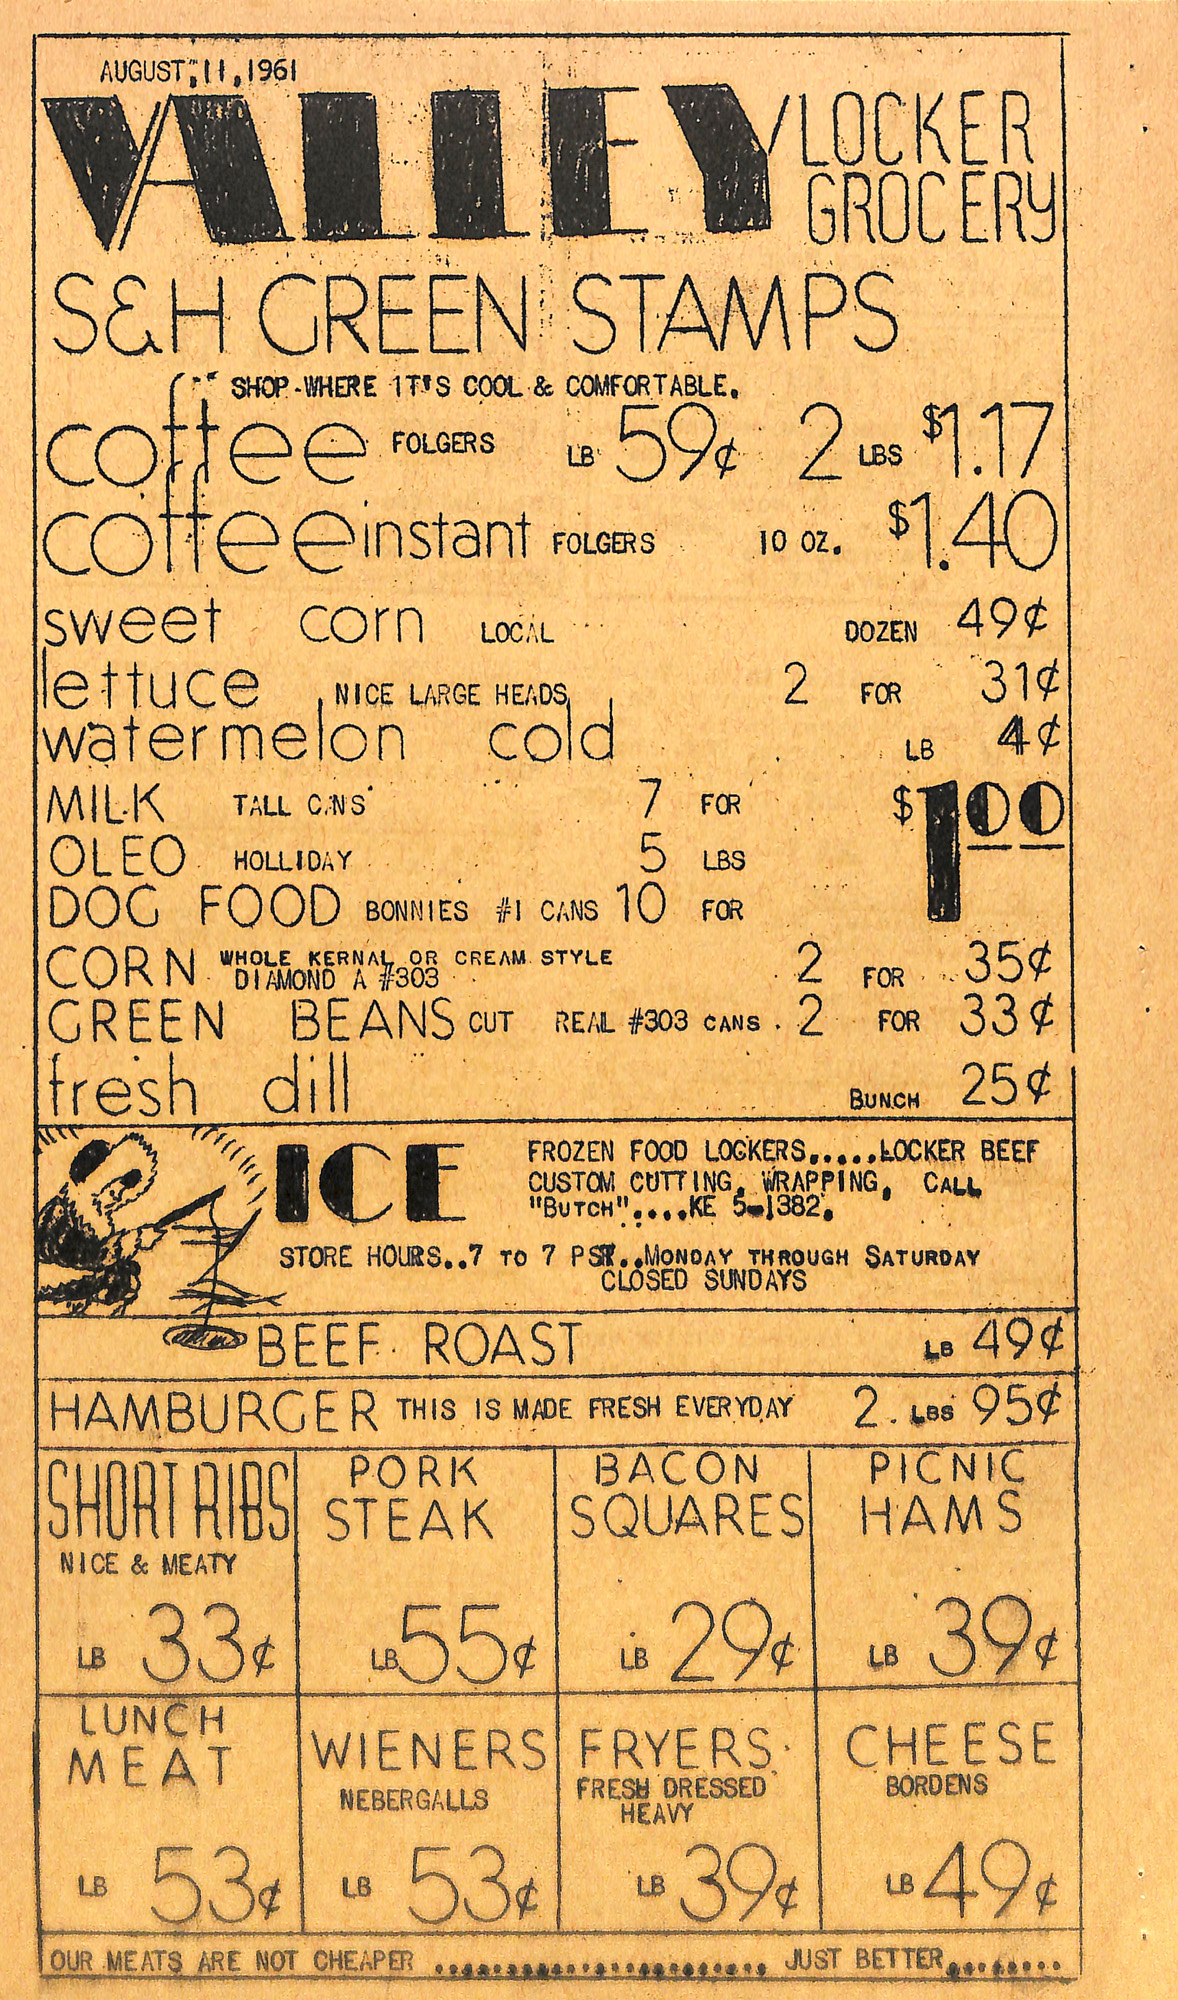 AUGUST, 11, 1961
VALLEY LOCKER GROCERY
S&H GREEN STAMPS
SHOP-WHERE IT'S COOL & COMFORTABLE.
coffee FOLGERS LB 59¢ 2 LBS $1.17
coffee instant FOLGERS 10 OZ. $1.40
sweet corn LOCAL DOZEN 49¢
lettuce NICE LARGE HEADS 2 FOR 31¢
watermelon cold LB 4¢
MILK TALL CANS 7 FOR $1.00
OLEO HOLLIDAY 5 LBS
DOG FOOD BONNIES #1 CANS 10 FOR
CORN WHOLE KERNAL OR CREAM STYLE
DIAMOND A #303 2 FOR 35¢
GREEN BEANS CUT REAL #303 CANS. 2 FOR 33¢
fresh dill BUNCH 25¢
ICE
FROZEN FOOD LOCKERS.....LOCKER BEEF
CUSTOM CUTTING, WRAPPING, CALL
"BUTCH"....KE 5-1382.
STORE HOURS..7 TO 7 PST..MONDAY THROUGH SATURDAY
CLOSED SUNDAYS
BEEF ROAST LB 49¢
HAMBURGER THIS IS MADE FRESH EVERYDAY 2. LBS 95¢
SHORT RIBS
NICE & MEATY
LB 33¢
PORK
STEAK
LB 55¢
BACON
SQUARES
LB 29¢
PICNIC
HAMS
LB 39¢
LUNCH
MEAT
LB 53¢
WIENERS
NEBERGALLS
LB 53¢
FRYERS
FRESH DRESSED
HEAVY
LB 39¢
CHEESE
BORDENS
LB 49¢
OUR MEATS ARE NOT CHEAPER ........................ JUST BETTER........